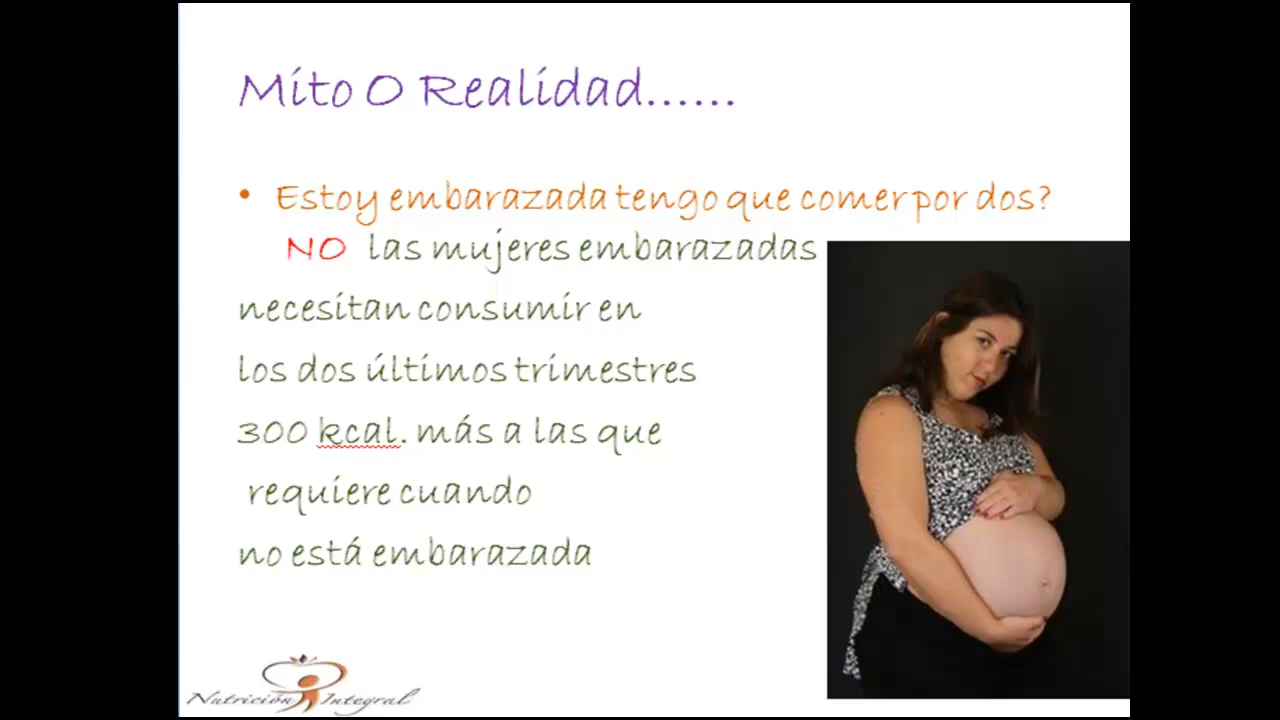 Mito O Realidad......
• Estoy embarazada tengo que comer por dos?
NO las mujeres embarazadas
necesitan consumir en
los dos últimos trimestres
300 kcal. más a las que
requiere cuando
no está embarazada
Nutrición Integral